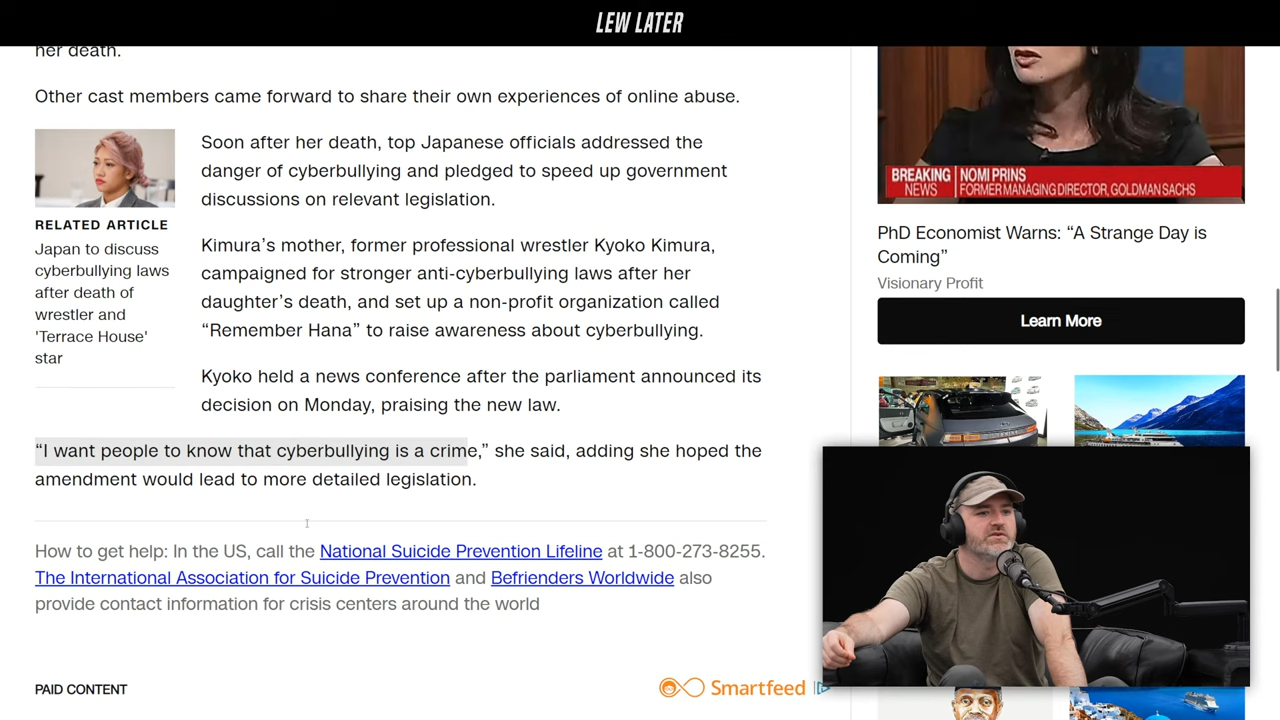 LEW LATER
her death.
Other cast members came forward to share their own experiences of online abuse.
RELATED ARTICLE
Japan to discuss
cyberbullying laws
after death of
wrestler and
'Terrace House'
star
Soon after her death, top Japanese officials addressed the
danger of cyberbullying and pledged to speed up government
discussions on relevant legislation.
Kimura’s mother, former professional wrestler Kyoko Kimura,
campaigned for stronger anti-cyberbullying laws after her
daughter’s death, and set up a non-profit organization called
“Remember Hana” to raise awareness about cyberbullying.
Kyoko held a news conference after the parliament announced its
decision on Monday, praising the new law.
“I want people to know that cyberbullying is a crime,” she said, adding she hoped the
amendment would lead to more detailed legislation.
How to get help: In the US, call the National Suicide Prevention Lifeline at 1-800-273-8255.
The International Association for Suicide Prevention and Befrienders Worldwide also
provide contact information for crisis centers around the world
PAID CONTENT
Smartfeed
BREAKING
NEWS
NOMI PRINS
FORMER MANAGING DIRECTOR, GOLDMAN SACHS
PhD Economist Warns: “A Strange Day is
Coming”
Visionary Profit
Learn More